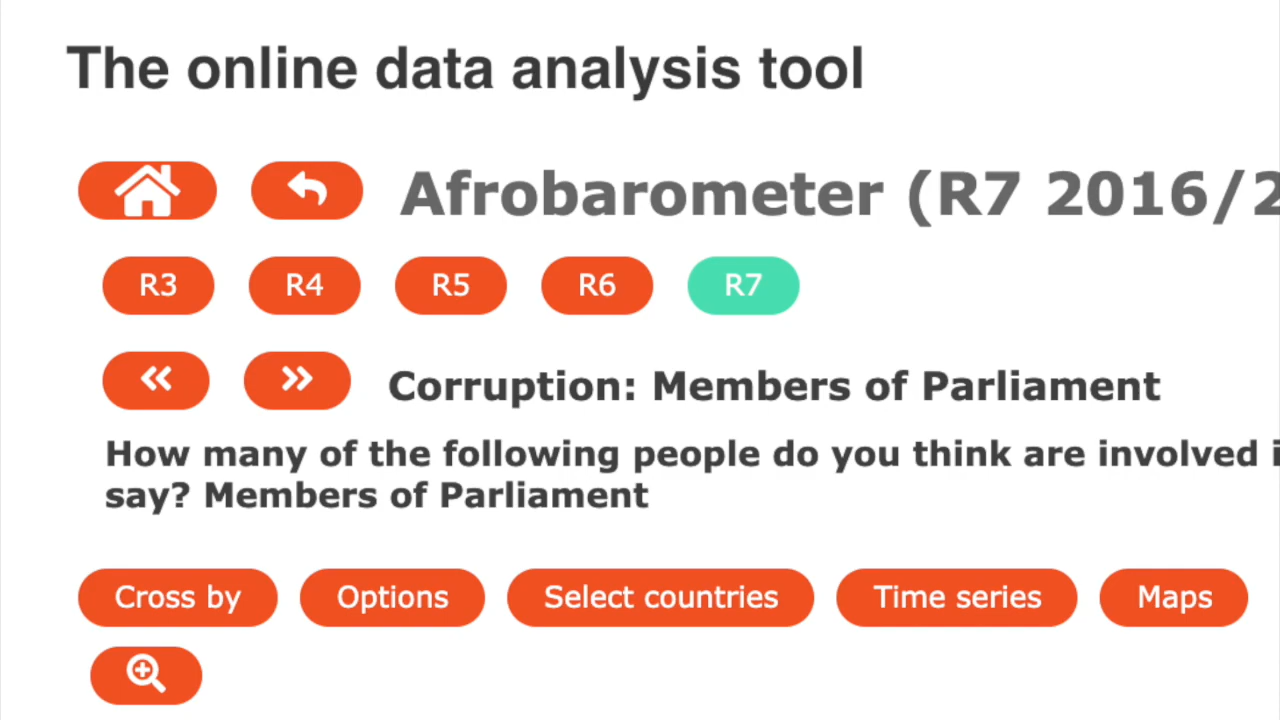 The online data analysis tool
Afrobarometer (R7 2016/2
R3 R4 R5 R6 R7
Corruption: Members of Parliament
How many of the following people do you think are involved i
say? Members of Parliament
Cross by Options Select countries Time series Maps